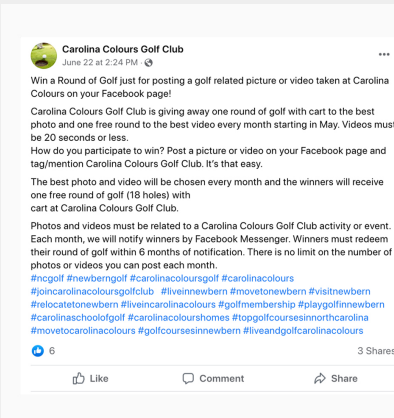 Carolina Colours Golf Club
June 22 at 2:24 PM ·
Win a Round of Golf just for posting a golf related picture or video taken at Carolina
Colours on your Facebook page!
Carolina Colours Golf Club is giving away one round of golf with cart to the best
photo and one free round to the best video every month starting in May. Videos must
be 20 seconds or less.
How do you participate to win? Post a picture or video on your Facebook page and
tag/mention Carolina Colours Golf Club. It's that easy.
The best photo and video will be chosen every month and the winners will receive
one free round of golf (18 holes) with
cart at Carolina Colours Golf Club.
Photos and videos must be related to a Carolina Colours Golf Club activity or event.
Each month, we will notify winners by Facebook Messenger. Winners must redeem
their round of golf within 6 months of notification. There is no limit on the number of
photos or videos you can post each month.
#ncgolf #newberngolf #carolinacoloursgolf #carolinacolours
#joincarolinacoloursgolfclub #liveinnewbern #movetonewbern #visitnewbern
#relocatetonewbern #liveincarolinacolours #golfmembership #playgolfinnewbern
#carolinaschoolofgolf #carolinacolourshomes #topgolfcoursesinnorthcarolina
#movetocarolinacolours #golfcoursesinnewbern #liveandgolfcarolinacolours
6 3 Shares
Like Comment Share